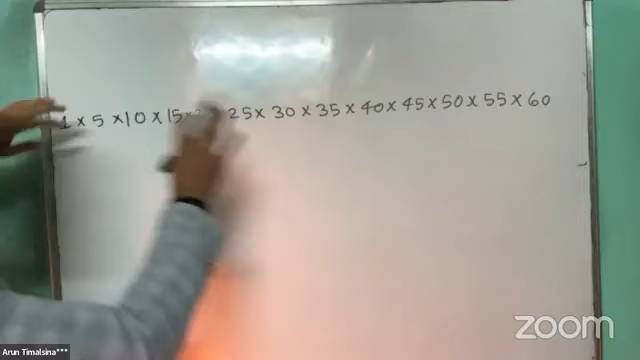 1 × 5 × 10 × 15 × 25 × 30 × 35 × 40 × 45 × 50 × 55 × 60
zoom
Arun Timalsina***